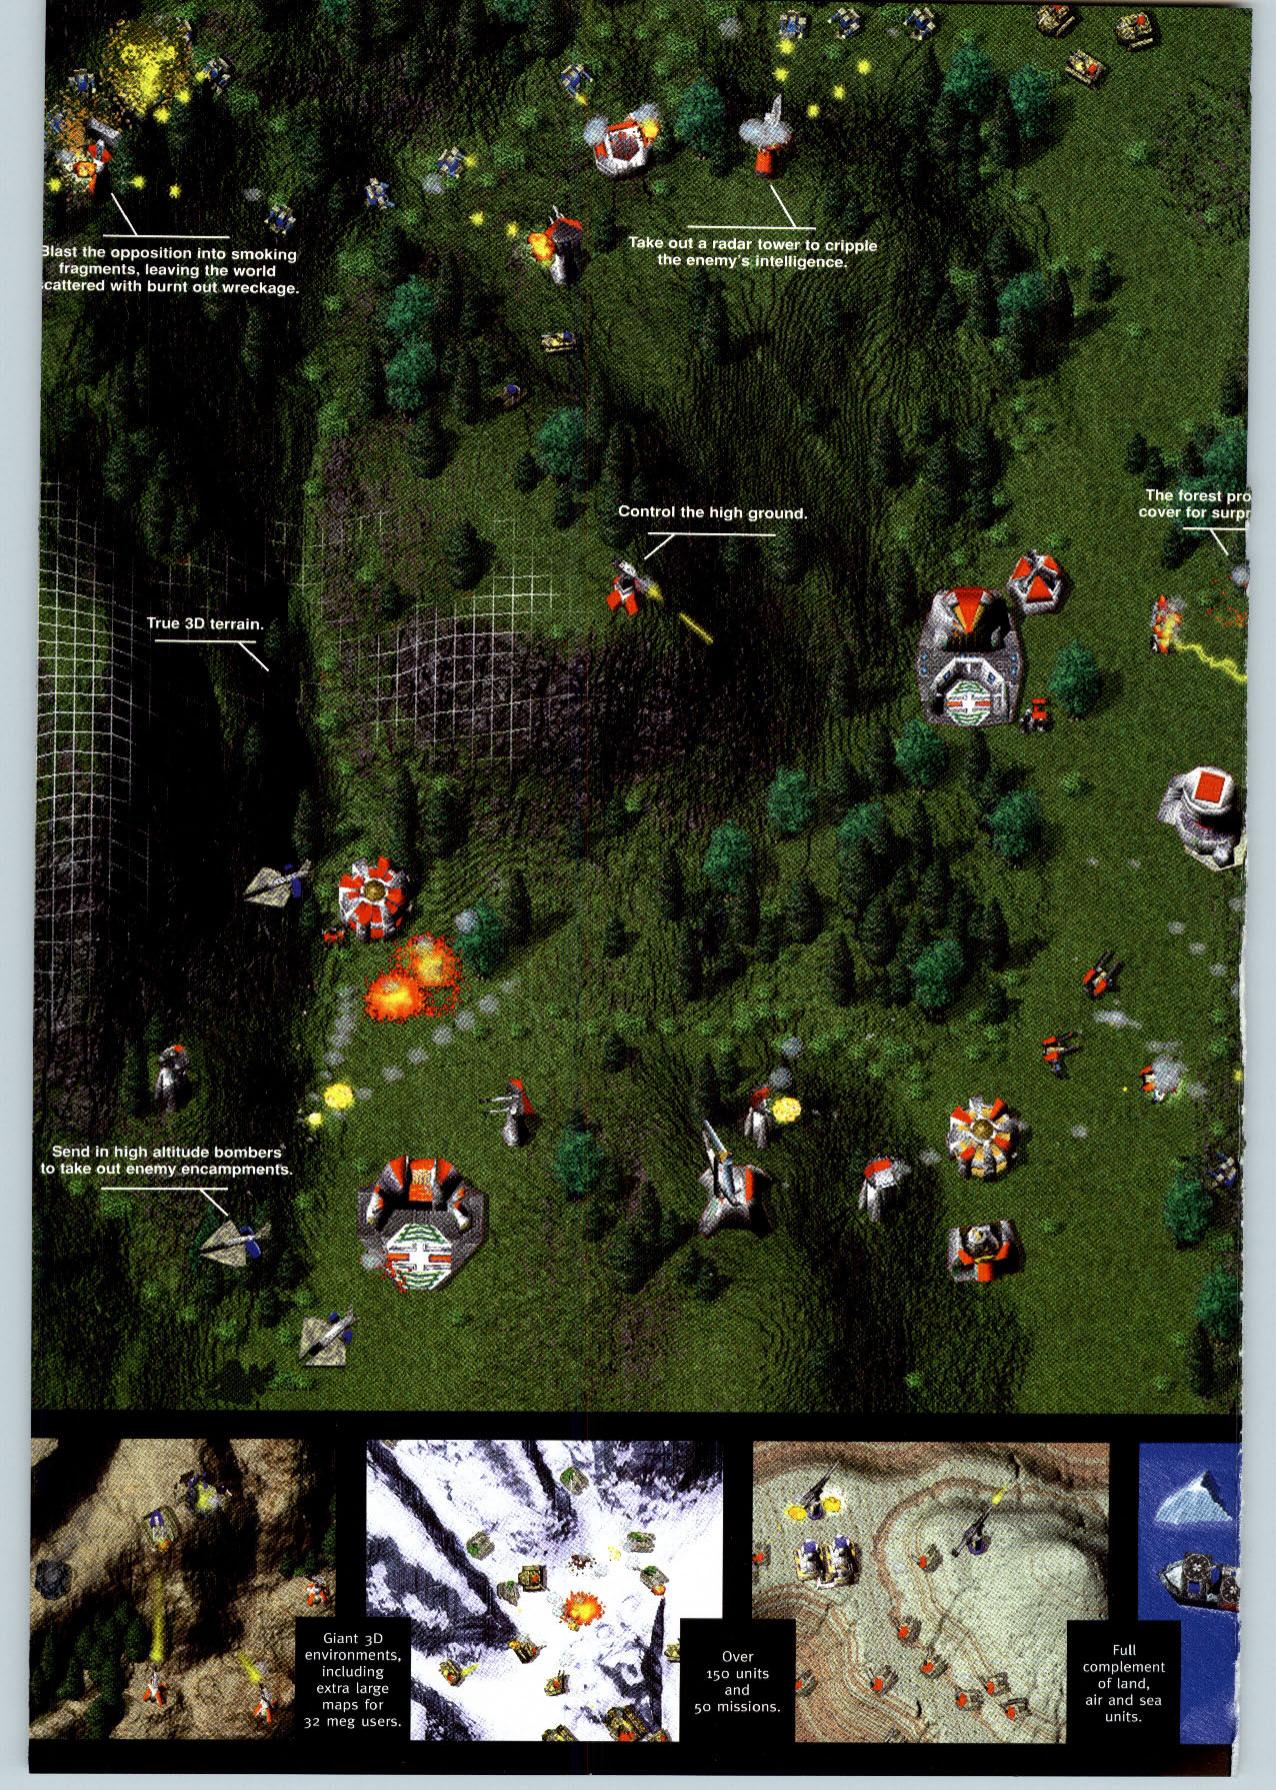 Blast the opposition into smoking
fragments, leaving the world
scattered with burnt out wreckage.
Take out a radar tower to cripple
the enemy's intelligence.
Control the high ground.
The forest pro
cover for surpr
True 3D terrain.
Send in high altitude bombers
to take out enemy encampments.
Giant 3D
environments,
including
extra large
maps for
32 meg users.
Over
150 units
and
50 missions.
Full
complement
of land,
air and sea
units.